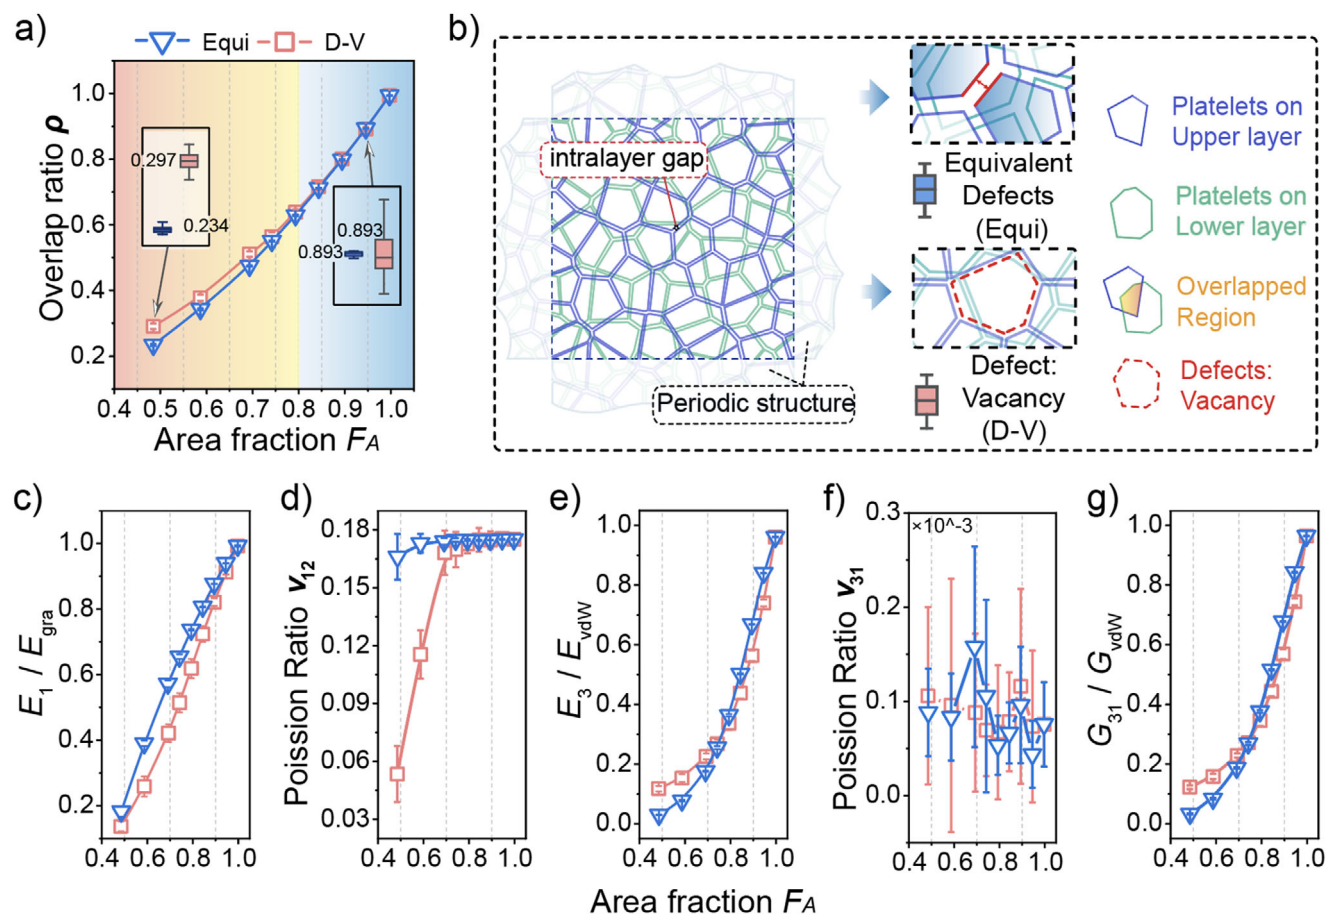 a)
Equi
D-V
Overlap ratio ρ
1.0
0.8
0.6
0.4
0.2
0.297
0.234
0.893
0.893
0.4 0.5 0.6 0.7 0.8 0.9 1.0
Area fraction FA
b)
intralayer gap
Periodic structure
Equivalent
Defects
(Equi)
Defect:
Vacancy
(D-V)
Platelets on
Upper layer
Platelets on
Lower layer
Overlapped
Region
Defects:
Vacancy
c)
E1 / Egra
1.0
0.8
0.6
0.4
0.2
0.4 0.6 0.8 1.0
d)
Poission Ratio v12
0.18
0.15
0.12
0.09
0.06
0.03
0.4 0.6 0.8 1.0
e)
E3 / EvdW
1.0
0.8
0.6
0.4
0.2
0.0
0.4 0.6 0.8 1.0
f)
Poission Ratio v31
×10^-3
0.3
0.2
0.1
0.0
0.4 0.6 0.8 1.0
g)
G31 / GvdW
1.0
0.8
0.6
0.4
0.2
0.0
0.4 0.6 0.8 1.0
Area fraction FA